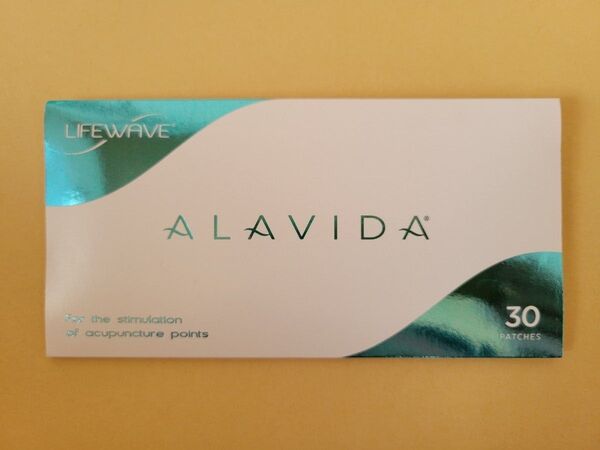 LIFEWAVE®
ALAVIDA®
For the stimulation
of acupuncture points
30
PATCHES